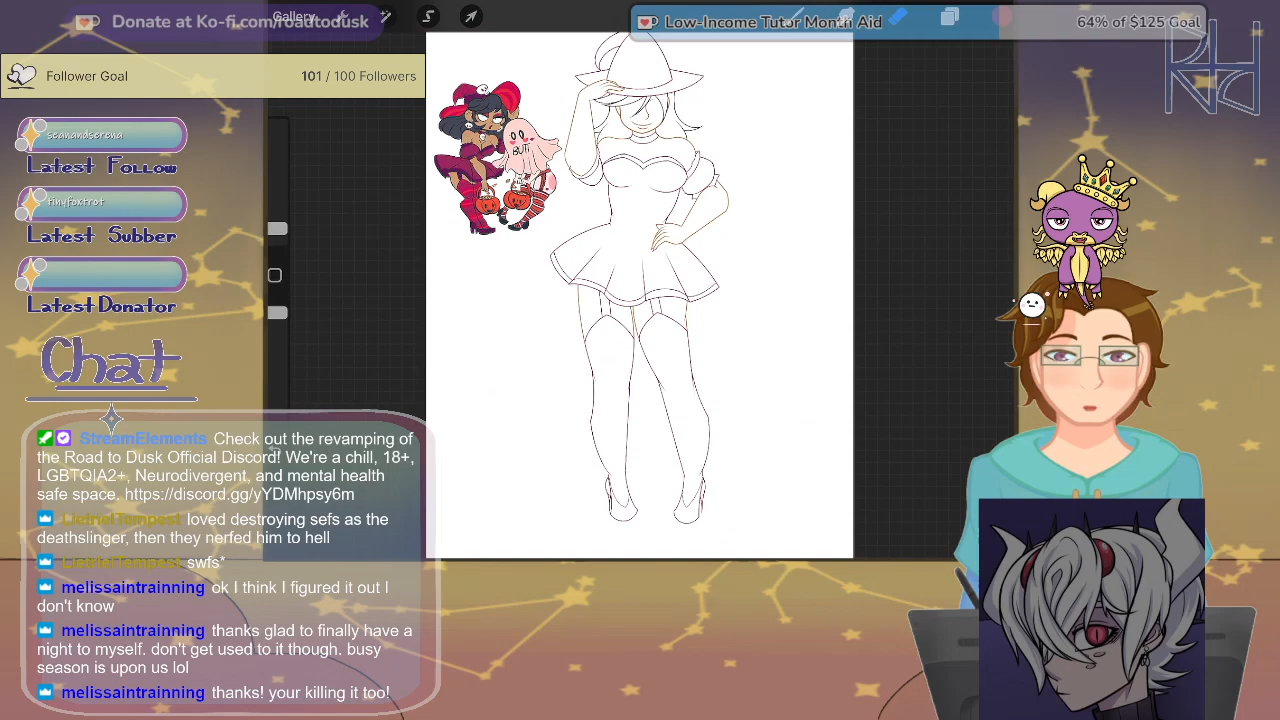 Donate at Ko-fi.com/roadtodusk
Gallery
Low-Income Tutor Month Aid
64% of $125 Goal
Follower Goal
101 / 100 Followers
seanandserena
Latest Follow
tinyfoxtrot
Latest Subber
Latest Donator
Chat
StreamElements Check out the revamping of
the Road to Dusk Official Discord! We're a chill, 18+,
LGBTQIA2+, Neurodivergent, and mental health
safe space. https://discord.gg/yYDMhpsy6m
LietrielTempest loved destroying sefs as the
deathslinger, then they nerfed him to hell
LietrielTempest swfs*
melissaintrainning ok I think I figured it out I
don't know
melissaintrainning thanks glad to finally have a
night to myself. don't get used to it though. busy
season is upon us lol
melissaintrainning thanks! your killing it too!